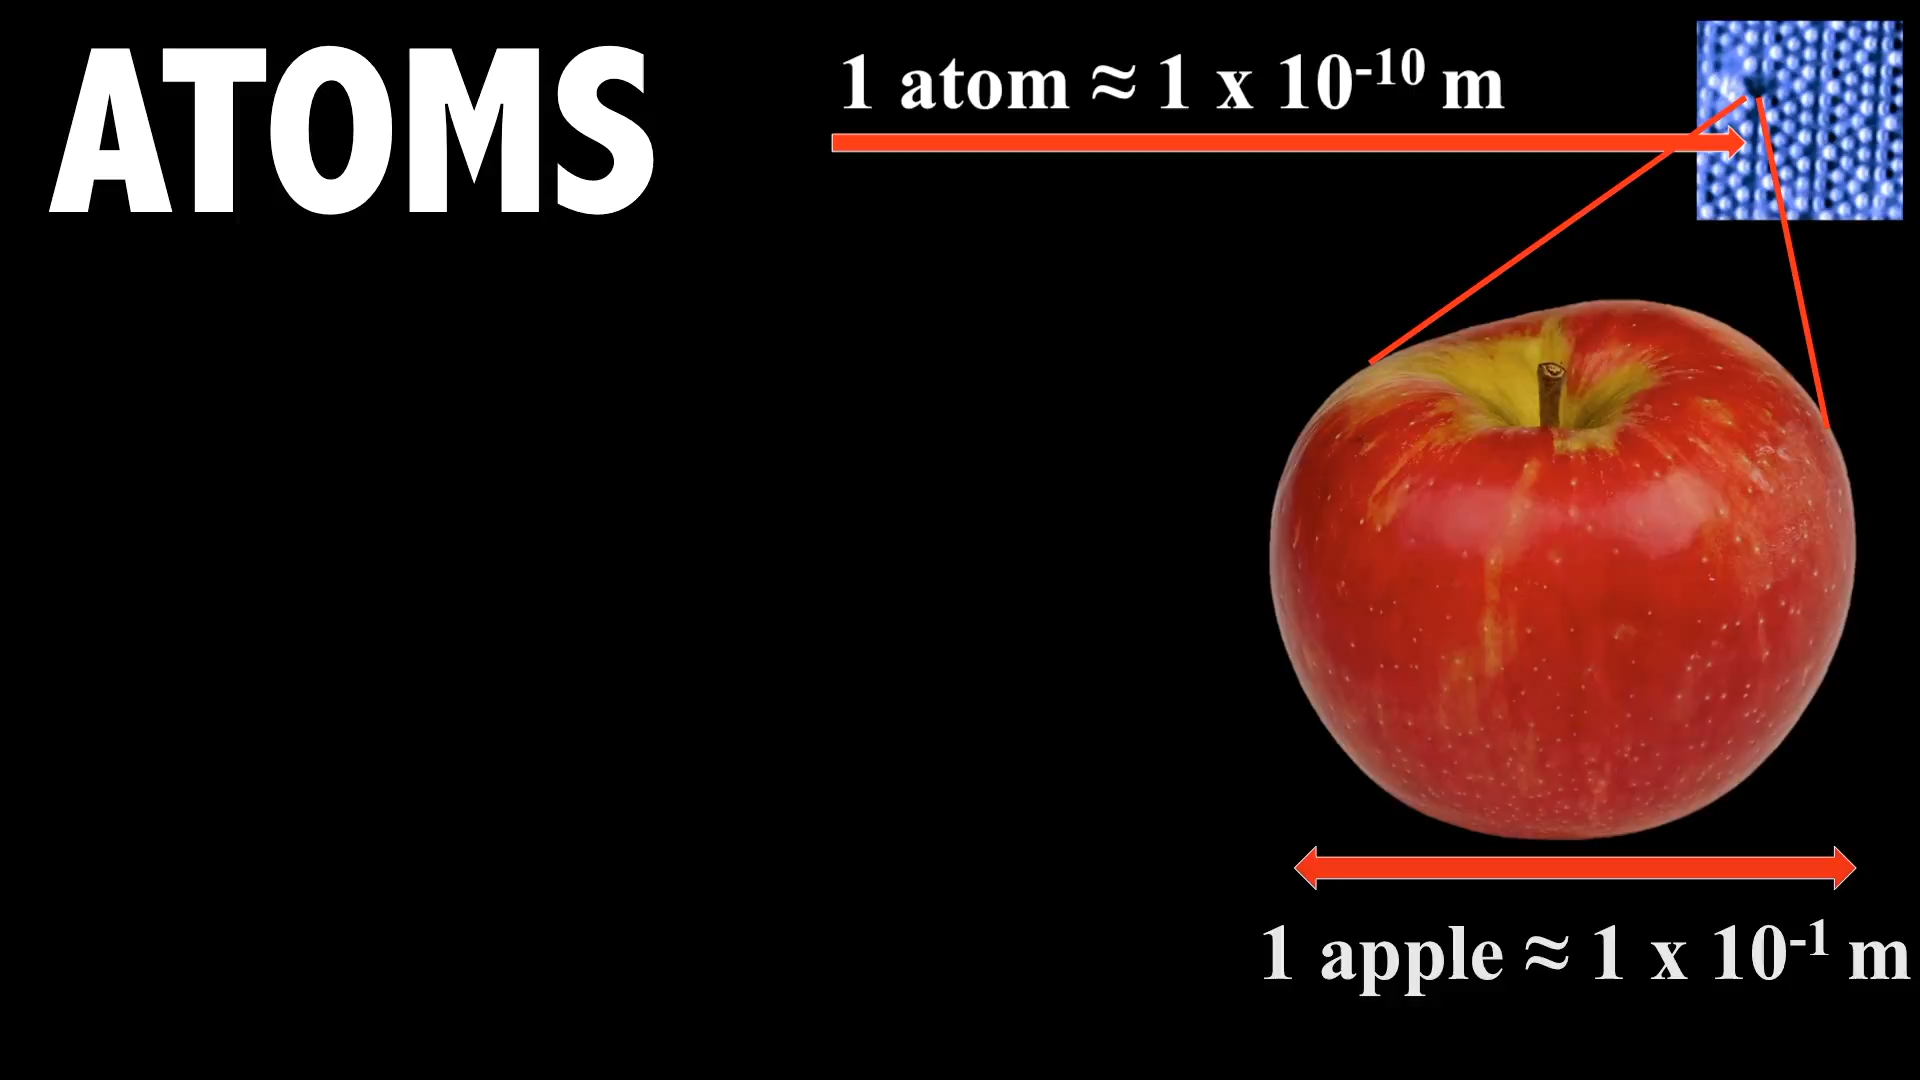 ATOMS
1 atom ≈ 1 x 10⁻¹⁰ m
1 apple ≈ 1 x 10⁻¹ m